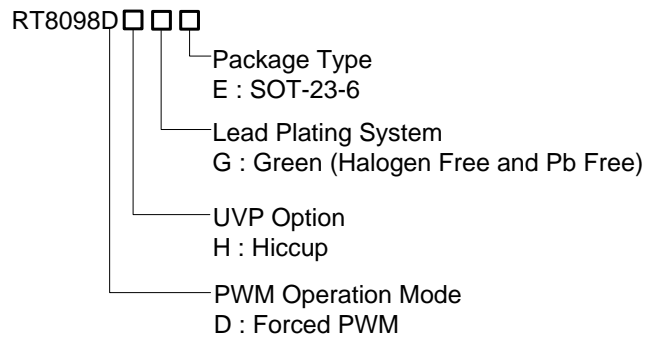 RT8098D
Package Type
E : SOT-23-6
Lead Plating System
G : Green (Halogen Free and Pb Free)
UVP Option
H : Hiccup
PWM Operation Mode
D : Forced PWM